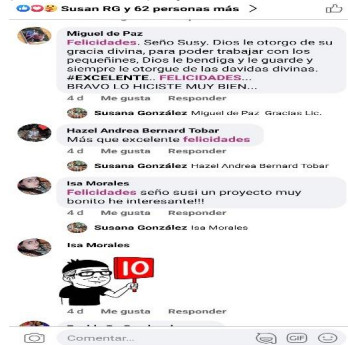 Susan RG y 62 personas más >
Miguel de Paz
Felicidades. Seño Susy. Dios le otorgo de su
gracia divina, para poder trabajar con los
pequeñines, Dios le bendiga y le guarde y
siempre le otorgue de las davidas divinas.
#EXCELENTE.. FELICIDADES...
BRAVO LO HICISTE MUY BIEN...
4 d Me gusta Responder
Susana González Miguel de Paz Gracias Lic.
Hazel Andrea Bernard Tobar
Más que excelente felicidades
4 d Me gusta Responder
Susana González Hazel Andrea Bernard Tobar
Isa Morales
Felicidades seño susi un proyecto muy
bonito he interesante!!!
4 d Me gusta Responder
Susana González Isa Morales
Isa Morales
10
4 d Me gusta Responder
Comentar...
GIF